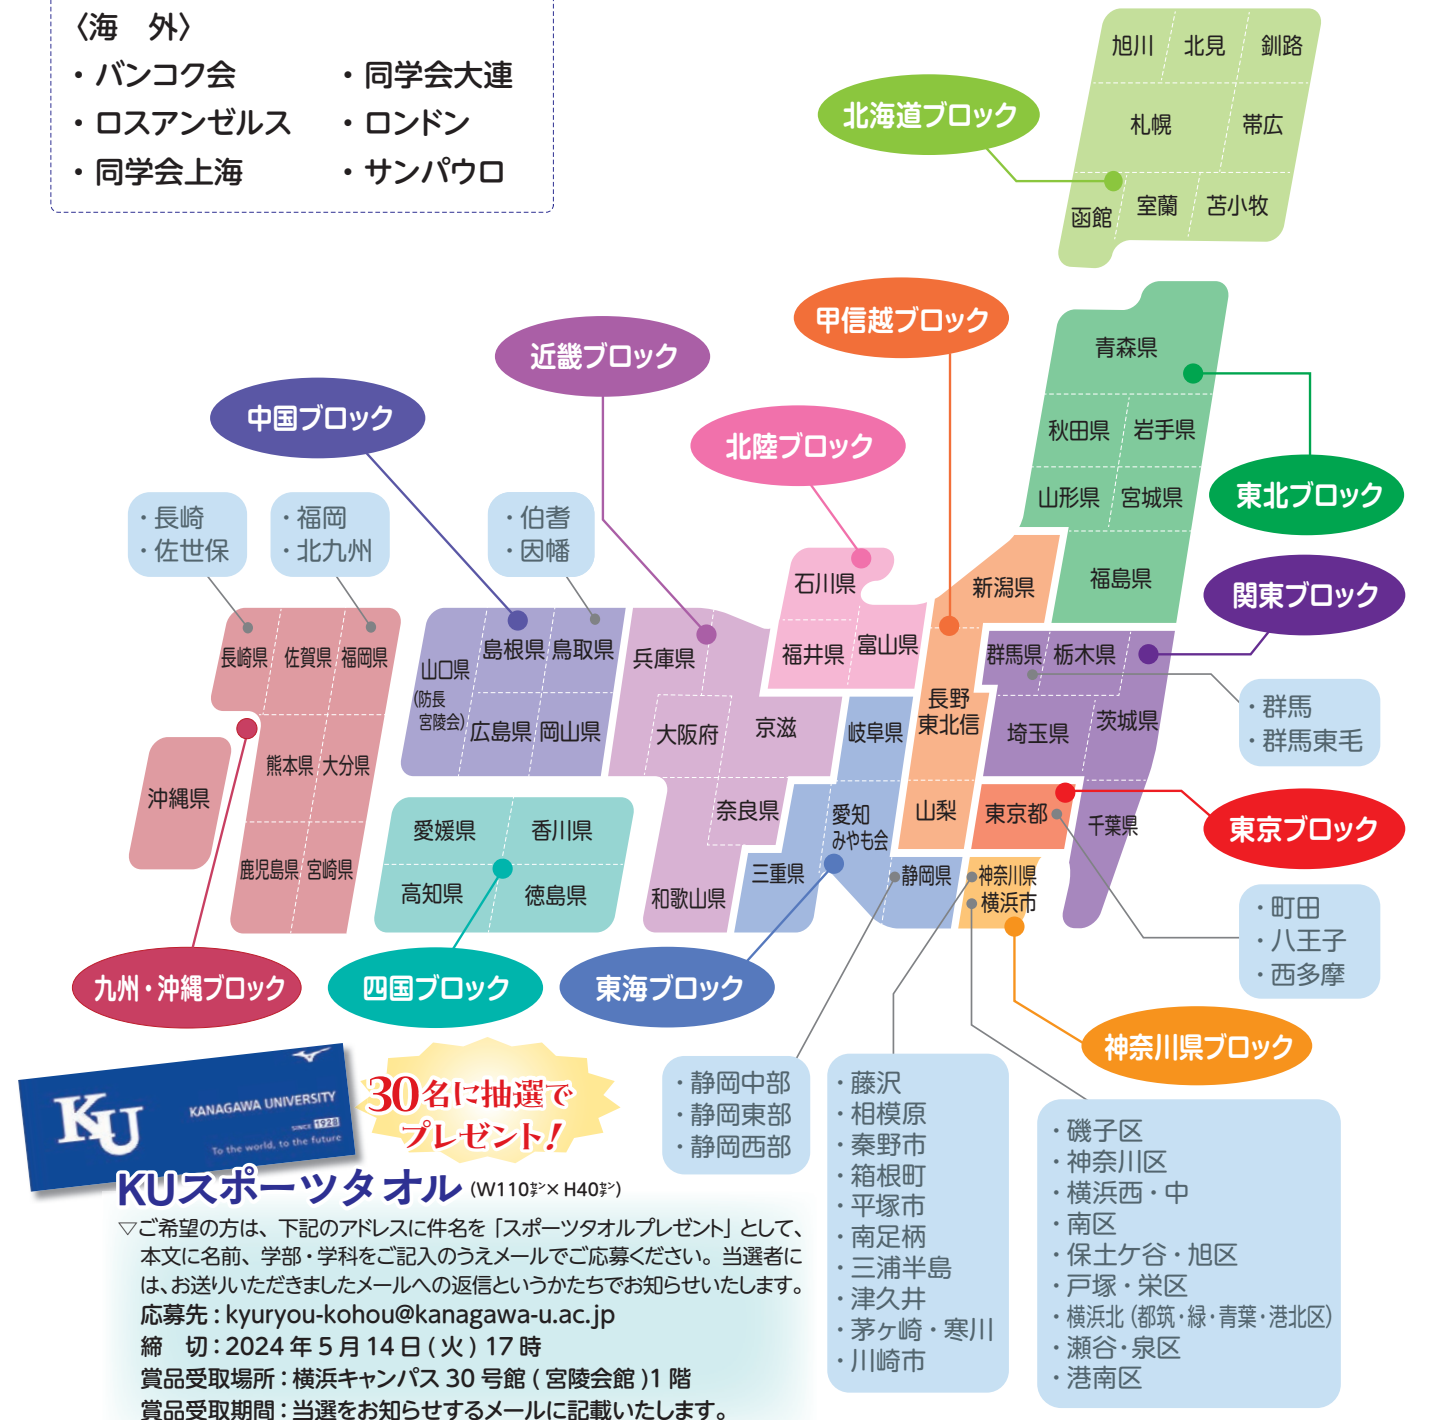 〈海　外〉
・バンコク会
・同学会大連
・ロスアンゼルス
・ロンドン
・同学会上海
・サンパウロ
北海道ブロック
旭川
北見
釧路
札幌
帯広
函館
室蘭
苫小牧
甲信越ブロック
近畿ブロック
中国ブロック
北陸ブロック
東北ブロック
関東ブロック
青森県
秋田県
岩手県
山形県
宮城県
福島県
・長崎
・佐世保
・福岡
・北九州
・伯耆
・因幡
石川県
福井県
富山県
新潟県
長野
東北信
山梨
群馬県
栃木県
埼玉県
茨城県
千葉県
・群馬
・群馬東毛
長崎県
佐賀県
福岡県
熊本県
大分県
鹿児島県
宮崎県
沖縄県
山口県
(防長
宮陵会)
島根県
鳥取県
広島県
岡山県
兵庫県
大阪府
京滋
奈良県
和歌山県
岐阜県
愛知
みやも会
三重県
静岡県
愛媛県
香川県
高知県
徳島県
東京都
神奈川県
横浜市
東京ブロック
・町田
・八王子
・西多摩
九州・沖縄ブロック
四国ブロック
東海ブロック
神奈川県ブロック
・静岡中部
・静岡東部
・静岡西部
・藤沢
・相模原
・秦野市
・箱根町
・平塚市
・南足柄
・三浦半島
・津久井
・茅ヶ崎・寒川
・川崎市
・磯子区
・神奈川区
・横浜西・中
・南区
・保土ケ谷・旭区
・戸塚・栄区
・横浜北（都筑・緑・青葉・港北区）
・瀬谷・泉区
・港南区
KU
KANAGAWA UNIVERSITY
SINCE 1928
To the world, to the future
30名に抽選で
プレゼント！
KUスポーツタオル（W110㌢×H40㌢）
▽ご希望の方は、下記のアドレスに件名を「スポーツタオルプレゼント」として、
本文に名前、学部・学科をご記入のうえメールでご応募ください。当選者に
は、お送りいただきましたメールへの返信というかたちでお知らせいたします。
応募先：kyuryou-kohou@kanagawa-u.ac.jp
締　切：2024年5月14日(火)17時
賞品受取場所：横浜キャンパス30号館(宮陵会館)1階
賞品受取期間：当選をお知らせするメールに記載いたします。